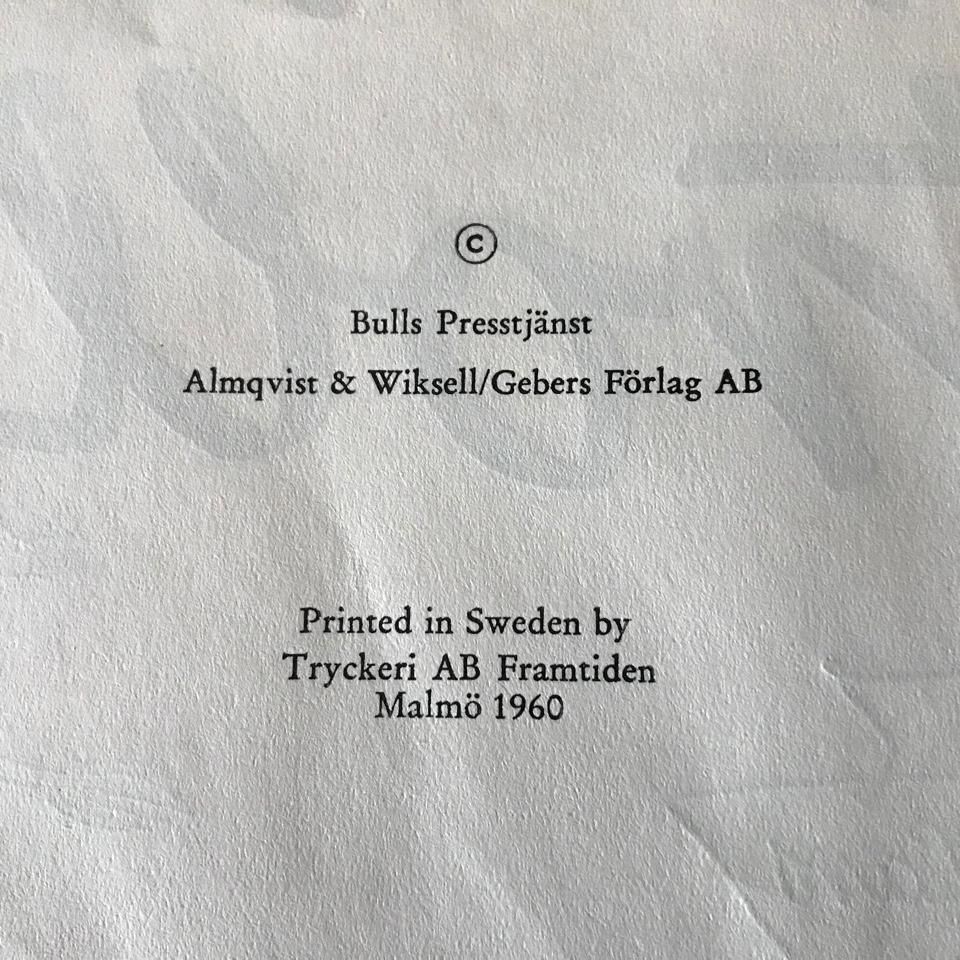 ©
Bulls Presstjänst
Almqvist & Wiksell/Gebers Förlag AB
Printed in Sweden by
Tryckeri AB Framtiden
Malmö 1960